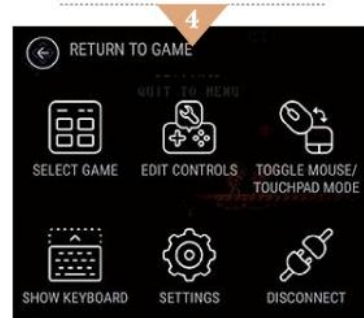 4
RETURN TO GAME
QUIT TO MENU
SELECT GAME
EDIT CONTROLS
TOGGLE MOUSE/
TOUCHPAD MODE
SHOW KEYBOARD
SETTINGS
DISCONNECT